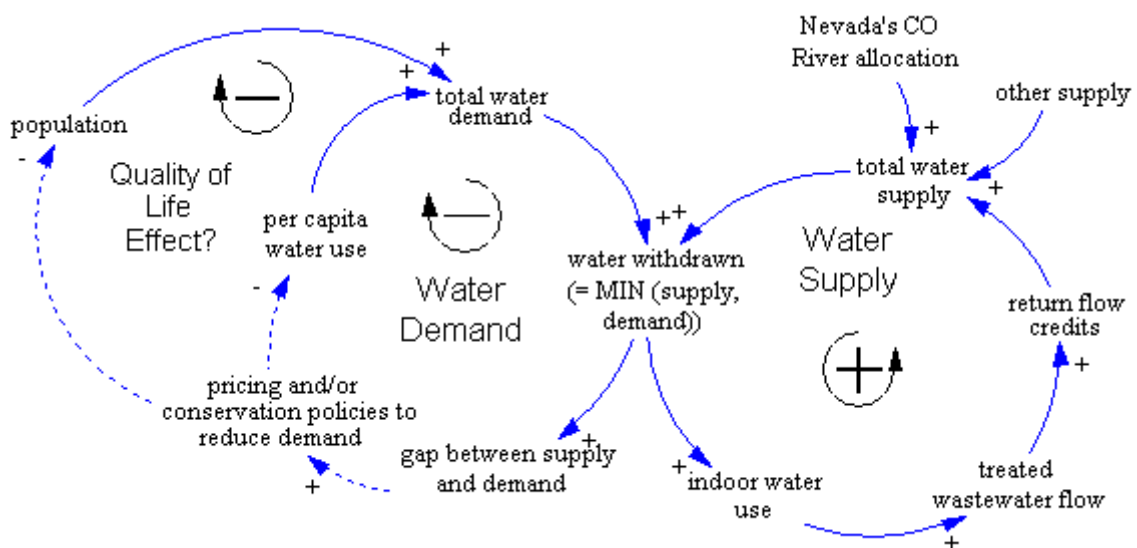 Nevada's CO
River allocation
+
+
other supply
total water
demand
population
-
+
Quality of
Life
Effect?
total water
supply
+
per capita
water use
-
++
Water
Demand
water withdrawn
(= MIN (supply,
demand))
Water
Supply
return flow
credits
+
pricing and/or
conservation policies to
reduce demand
+
gap between supply
and demand
+
+
indoor water
use
treated
wastewater flow
+